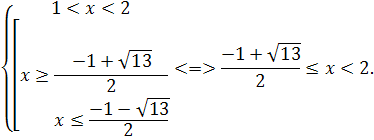 1 < x < 2
x ≥ (-1 + √13)/2 <=> (-1 + √13)/2 ≤ x < 2.
x ≤ (-1 - √13)/2